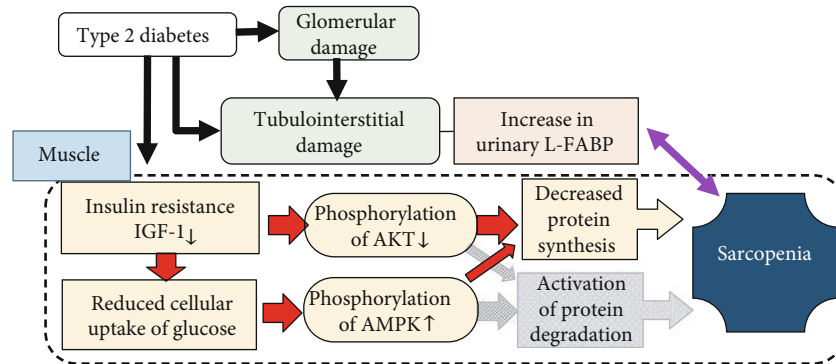 Type 2 diabetes
Glomerular
damage
Tubulointerstitial
damage
Increase in
urinary L-FABP
Muscle
Insulin resistance
IGF-1↓
Phosphorylation
of AKT↓
Decreased
protein
synthesis
Sarcopenia
Reduced cellular
uptake of glucose
Phosphorylation
of AMPK↑
Activation
of protein
degradation